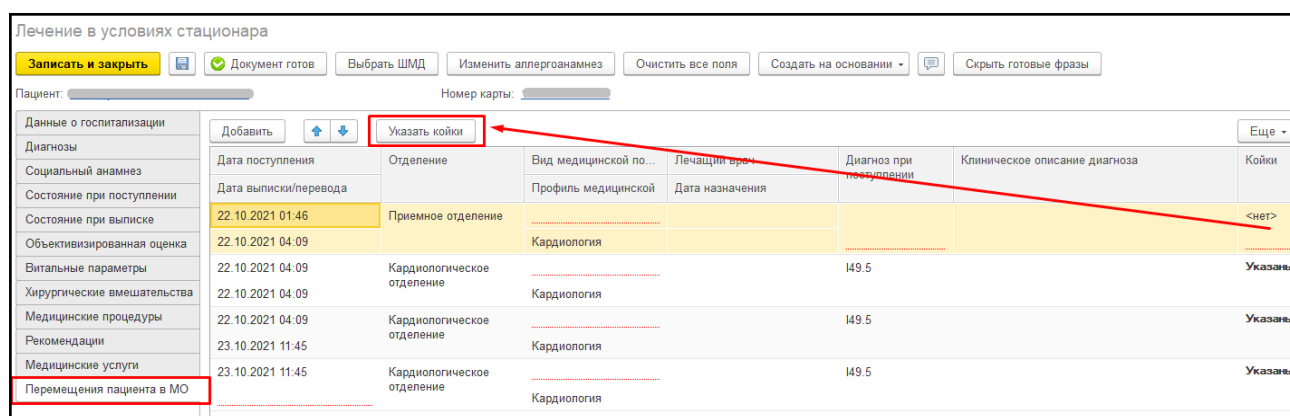 Лечение в условиях стационара
Записать и закрыть Документ готов Выбрать ШМД Изменить аллергоанамнез Очистить все поля Создать на основании Скрыть готовые фразы
Пациент: Номер карты:
Данные о госпитализации
Диагнозы
Социальный анамнез
Состояние при поступлении
Состояние при выписке
Объективизированная оценка
Витальные параметры
Хирургические вмешательства
Медицинские процедуры
Рекомендации
Медицинские услуги
Перемещения пациента в МО
Добавить Указать койки Еще
Дата поступления Отделение Вид медицинской по... Лечащий врач Диагноз при поступлении Клиническое описание диагноза Койки
Дата выписки/перевода Профиль медицинской Дата назначения
22.10.2021 01:46 Приемное отделение <нет>
22.10.2021 04:09 Кардиология
22.10.2021 04:09 Кардиологическое отделение I49.5
22.10.2021 04:09 Кардиология
22.10.2021 04:09 Кардиологическое отделение I49.5
23.10.2021 11:45 Кардиология
23.10.2021 11:45 Кардиологическое отделение I49.5
Кардиология